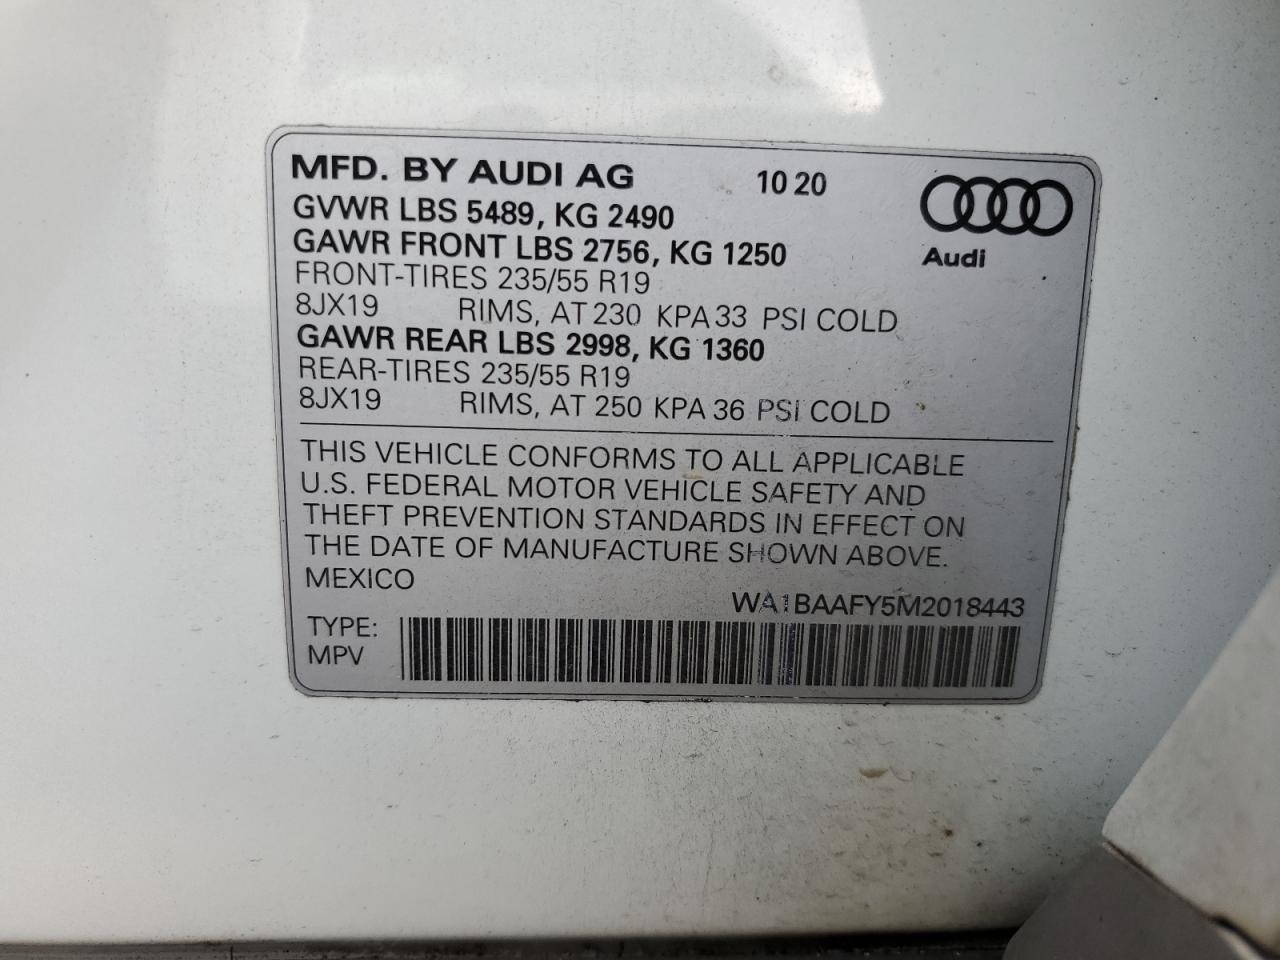 MFD. BY AUDI AG 10 20
GVWR LBS 5489, KG 2490
GAWR FRONT LBS 2756, KG 1250
Audi
FRONT-TIRES 235/55 R19
8JX19 RIMS, AT 230 KPA 33 PSI COLD
GAWR REAR LBS 2998, KG 1360
REAR-TIRES 235/55 R19
8JX19 RIMS, AT 250 KPA 36 PSI COLD
THIS VEHICLE CONFORMS TO ALL APPLICABLE
U.S. FEDERAL MOTOR VEHICLE SAFETY AND
THEFT PREVENTION STANDARDS IN EFFECT ON
THE DATE OF MANUFACTURE SHOWN ABOVE.
MEXICO
WA1BAAFY5M2018443
TYPE:
MPV